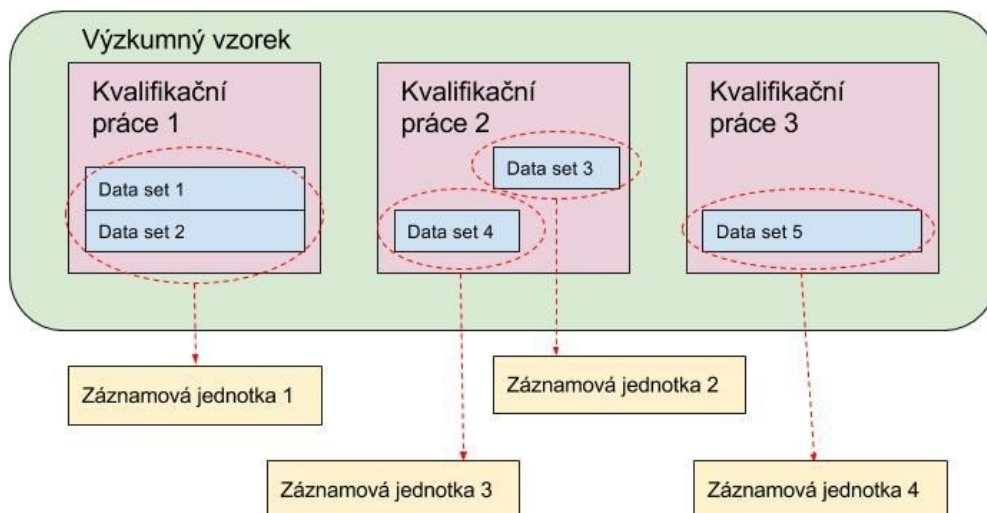 Výzkumný vzorek
Kvalifikační
práce 1
Data set 1
Data set 2
Kvalifikační
práce 2
Data set 3
Data set 4
Kvalifikační
práce 3
Data set 5
Záznamová jednotka 1
Záznamová jednotka 2
Záznamová jednotka 3
Záznamová jednotka 4